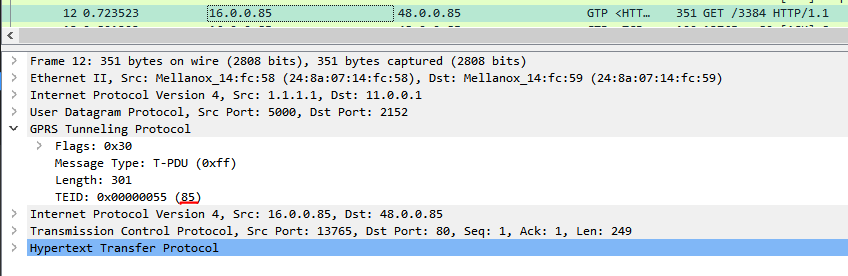 12 0.723523 16.0.0.85 48.0.0.85 GTP <HTT… 351 GET /3384 HTTP/1.1
Frame 12: 351 bytes on wire (2808 bits), 351 bytes captured (2808 bits)
Ethernet II, Src: Mellanox_14:fc:58 (24:8a:07:14:fc:58), Dst: Mellanox_14:fc:59 (24:8a:07:14:fc:59)
Internet Protocol Version 4, Src: 1.1.1.1, Dst: 11.0.0.1
User Datagram Protocol, Src Port: 5000, Dst Port: 2152
GPRS Tunneling Protocol
Flags: 0x30
Message Type: T-PDU (0xff)
Length: 301
TEID: 0x00000055 (85)
Internet Protocol Version 4, Src: 16.0.0.85, Dst: 48.0.0.85
Transmission Control Protocol, Src Port: 13765, Dst Port: 80, Seq: 1, Ack: 1, Len: 249
Hypertext Transfer Protocol